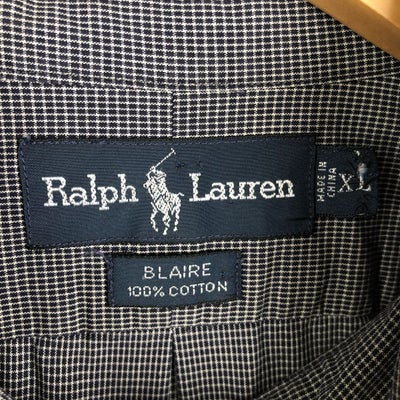 Ralph Lauren
MADE IN
CHINA
XL
BLAIRE
100% COTTON